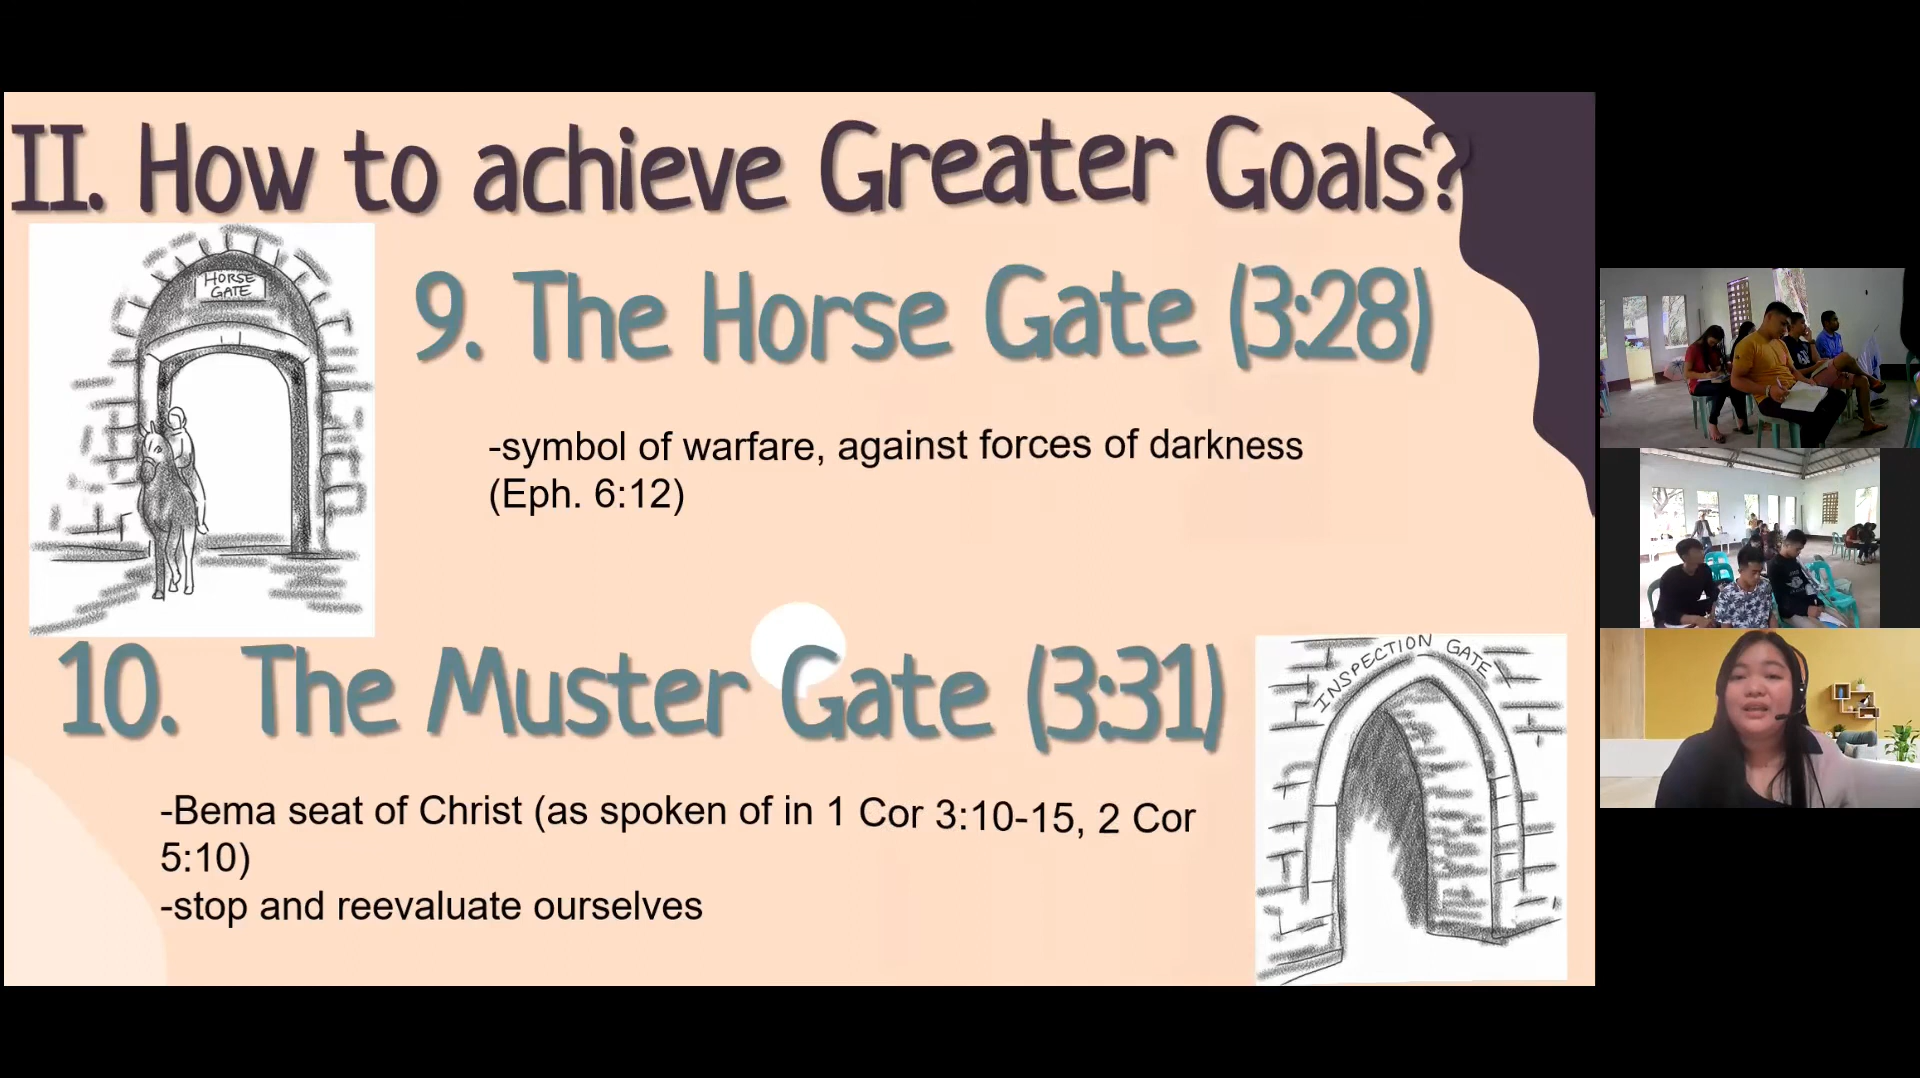 II. How to achieve Greater Goals?
HORSE
GATE
9. The Horse Gate (3:28)
-symbol of warfare, against forces of darkness
(Eph. 6:12)
10. The Muster Gate (3:31)
INSPECTION GATE
-Bema seat of Christ (as spoken of in 1 Cor 3:10-15, 2 Cor
5:10)
-stop and reevaluate ourselves